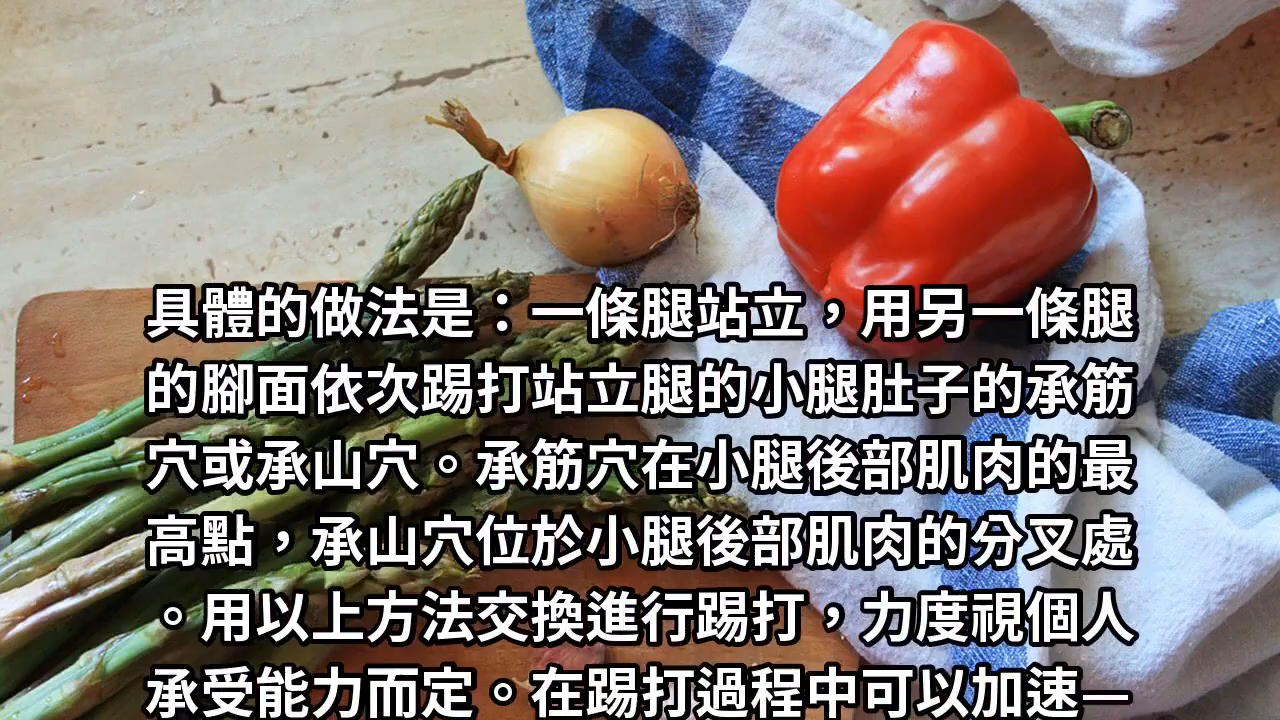 具體的做法是：一條腿站立，用另一條腿
的腳面依次踢打站立腿的小腿肚子的承筋
穴或承山穴。承筋穴在小腿後部肌肉的最
高點，承山穴位於小腿後部肌肉的分叉處
。用以上方法交換進行踢打，力度視個人
承受能力而定。在踢打過程中可以加速—